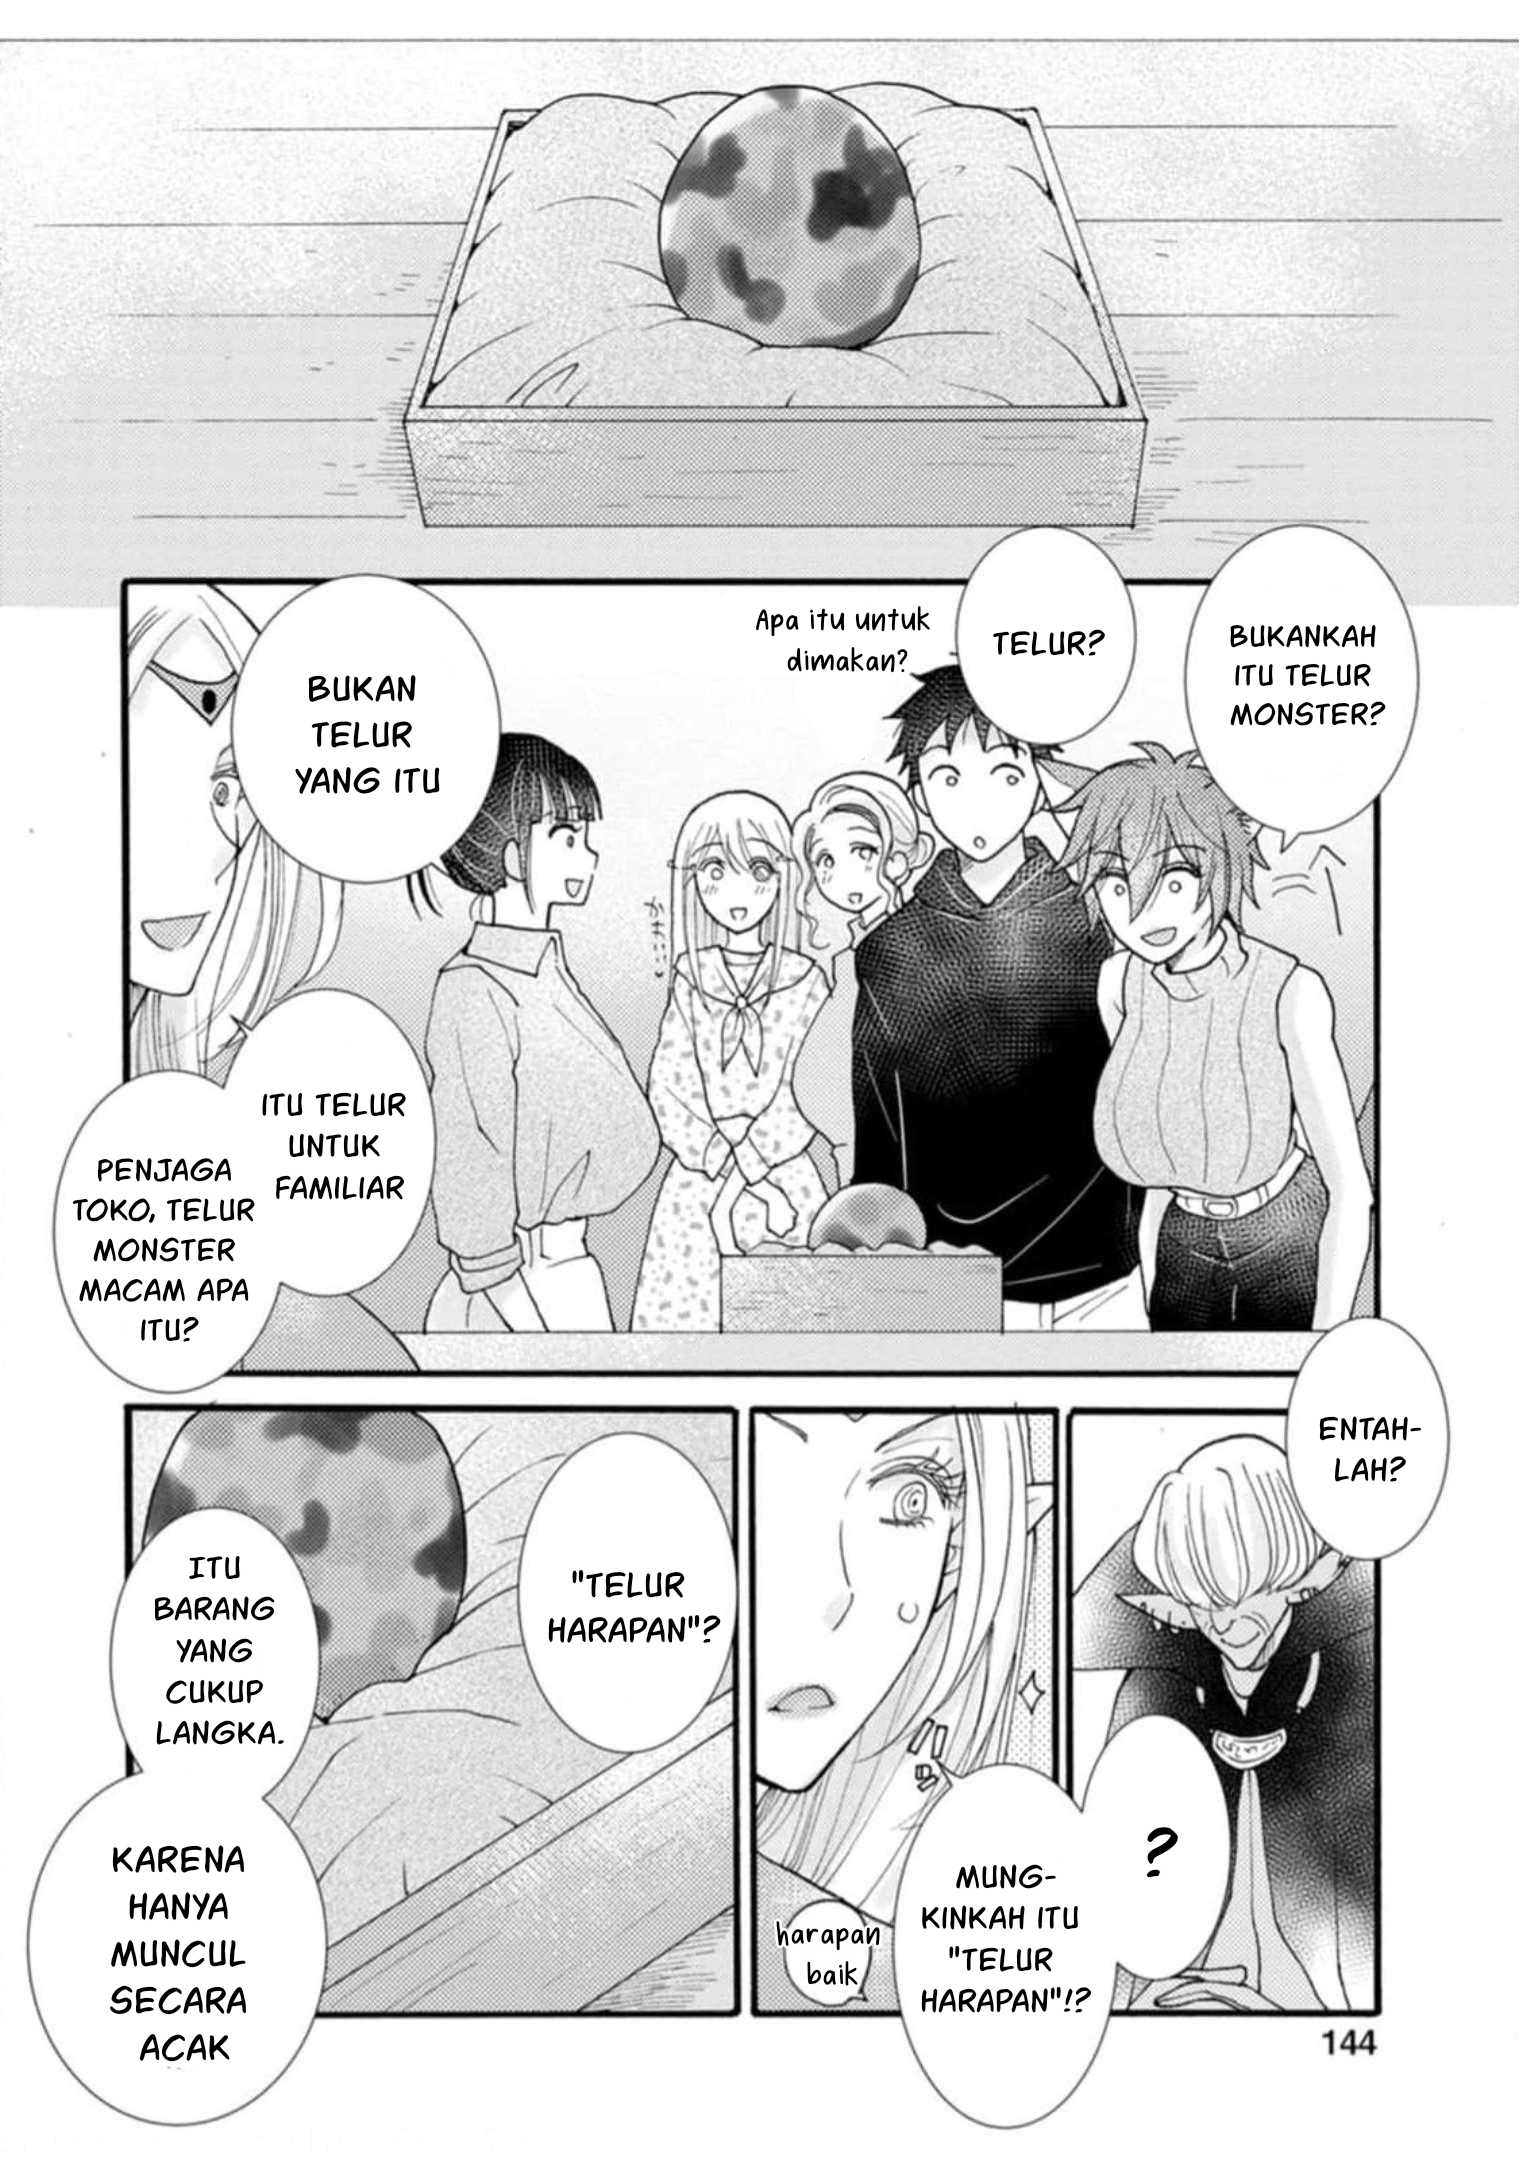 BUKANKAH
ITU TELUR
MONSTER?
TELUR?
Apa itu untuk
dimakan?
BUKAN
TELUR
YANG ITU
ITU TELUR
UNTUK
FAMILIAR
PENJAGA
TOKO, TELUR
MONSTER
MACAM APA
ITU?
ENTAH-
LAH?
?
MUNG-
KINKAH ITU
"TELUR
HARAPAN"!?
harapan
baik
"TELUR
HARAPAN"?
ITU
BARANG
YANG
CUKUP
LANGKA.
KARENA
HANYA
MUNCUL
SECARA
ACAK
144